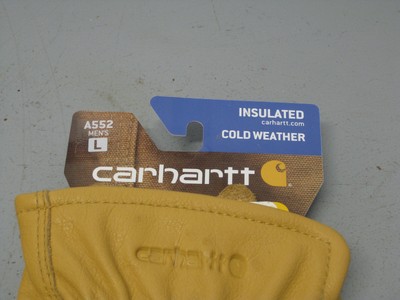 A552
MEN'S
L
INSULATED
carhartt.com
COLD WEATHER
carhartt
carhartt